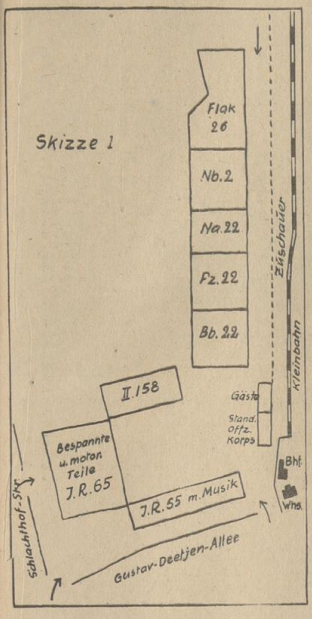 Skizze 1
Flak
26
Nb. 2
Na. 22
Fz. 22
Bb. 22
Zuschauer
Kleinbahn
II. 158
Gäste
Stand.
Offz.
Korps
Bespannte
u. motor.
Teile
J.R. 65
J.R. 55 m. Musik
Bhf.
Whs.
Schlachthof-Str.
Gustav-Deetjen-Allee